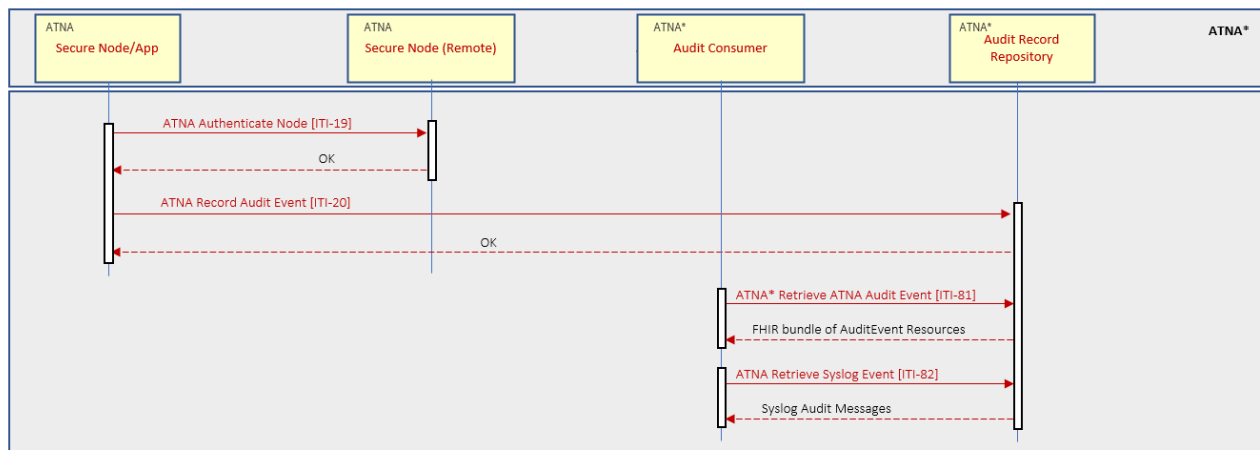 ATNA
Secure Node/App
ATNA
Secure Node (Remote)
ATNA*
Audit Consumer
ATNA*
Audit Record
Repository
ATNA*
ATNA Authenticate Node [ITI-19]
OK
ATNA Record Audit Event [ITI-20]
OK
ATNA* Retrieve ATNA Audit Event [ITI-81]
FHIR bundle of AuditEvent Resources
ATNA Retrieve Syslog Event [ITI-82]
Syslog Audit Messages